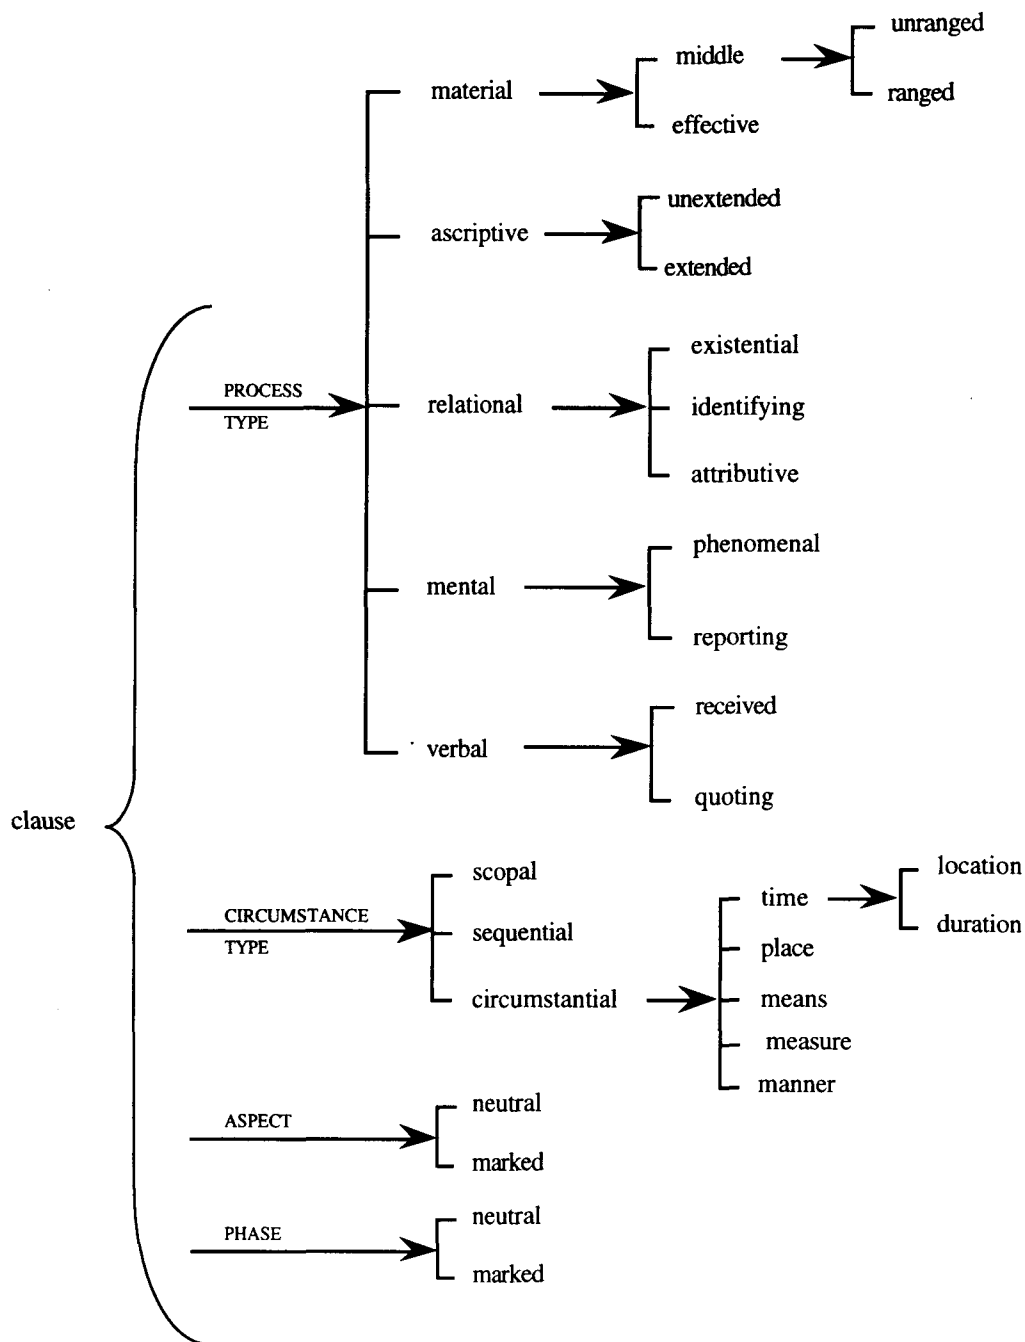 unranged
middle
ranged
material
effective
unextended
ascriptive
extended
existential
PROCESS
TYPE
relational
identifying
attributive
phenomenal
mental
reporting
received
verbal
quoting
clause
scopal
location
time
CIRCUMSTANCE
TYPE
sequential
duration
place
circumstantial
means
measure
manner
neutral
ASPECT
marked
neutral
PHASE
marked